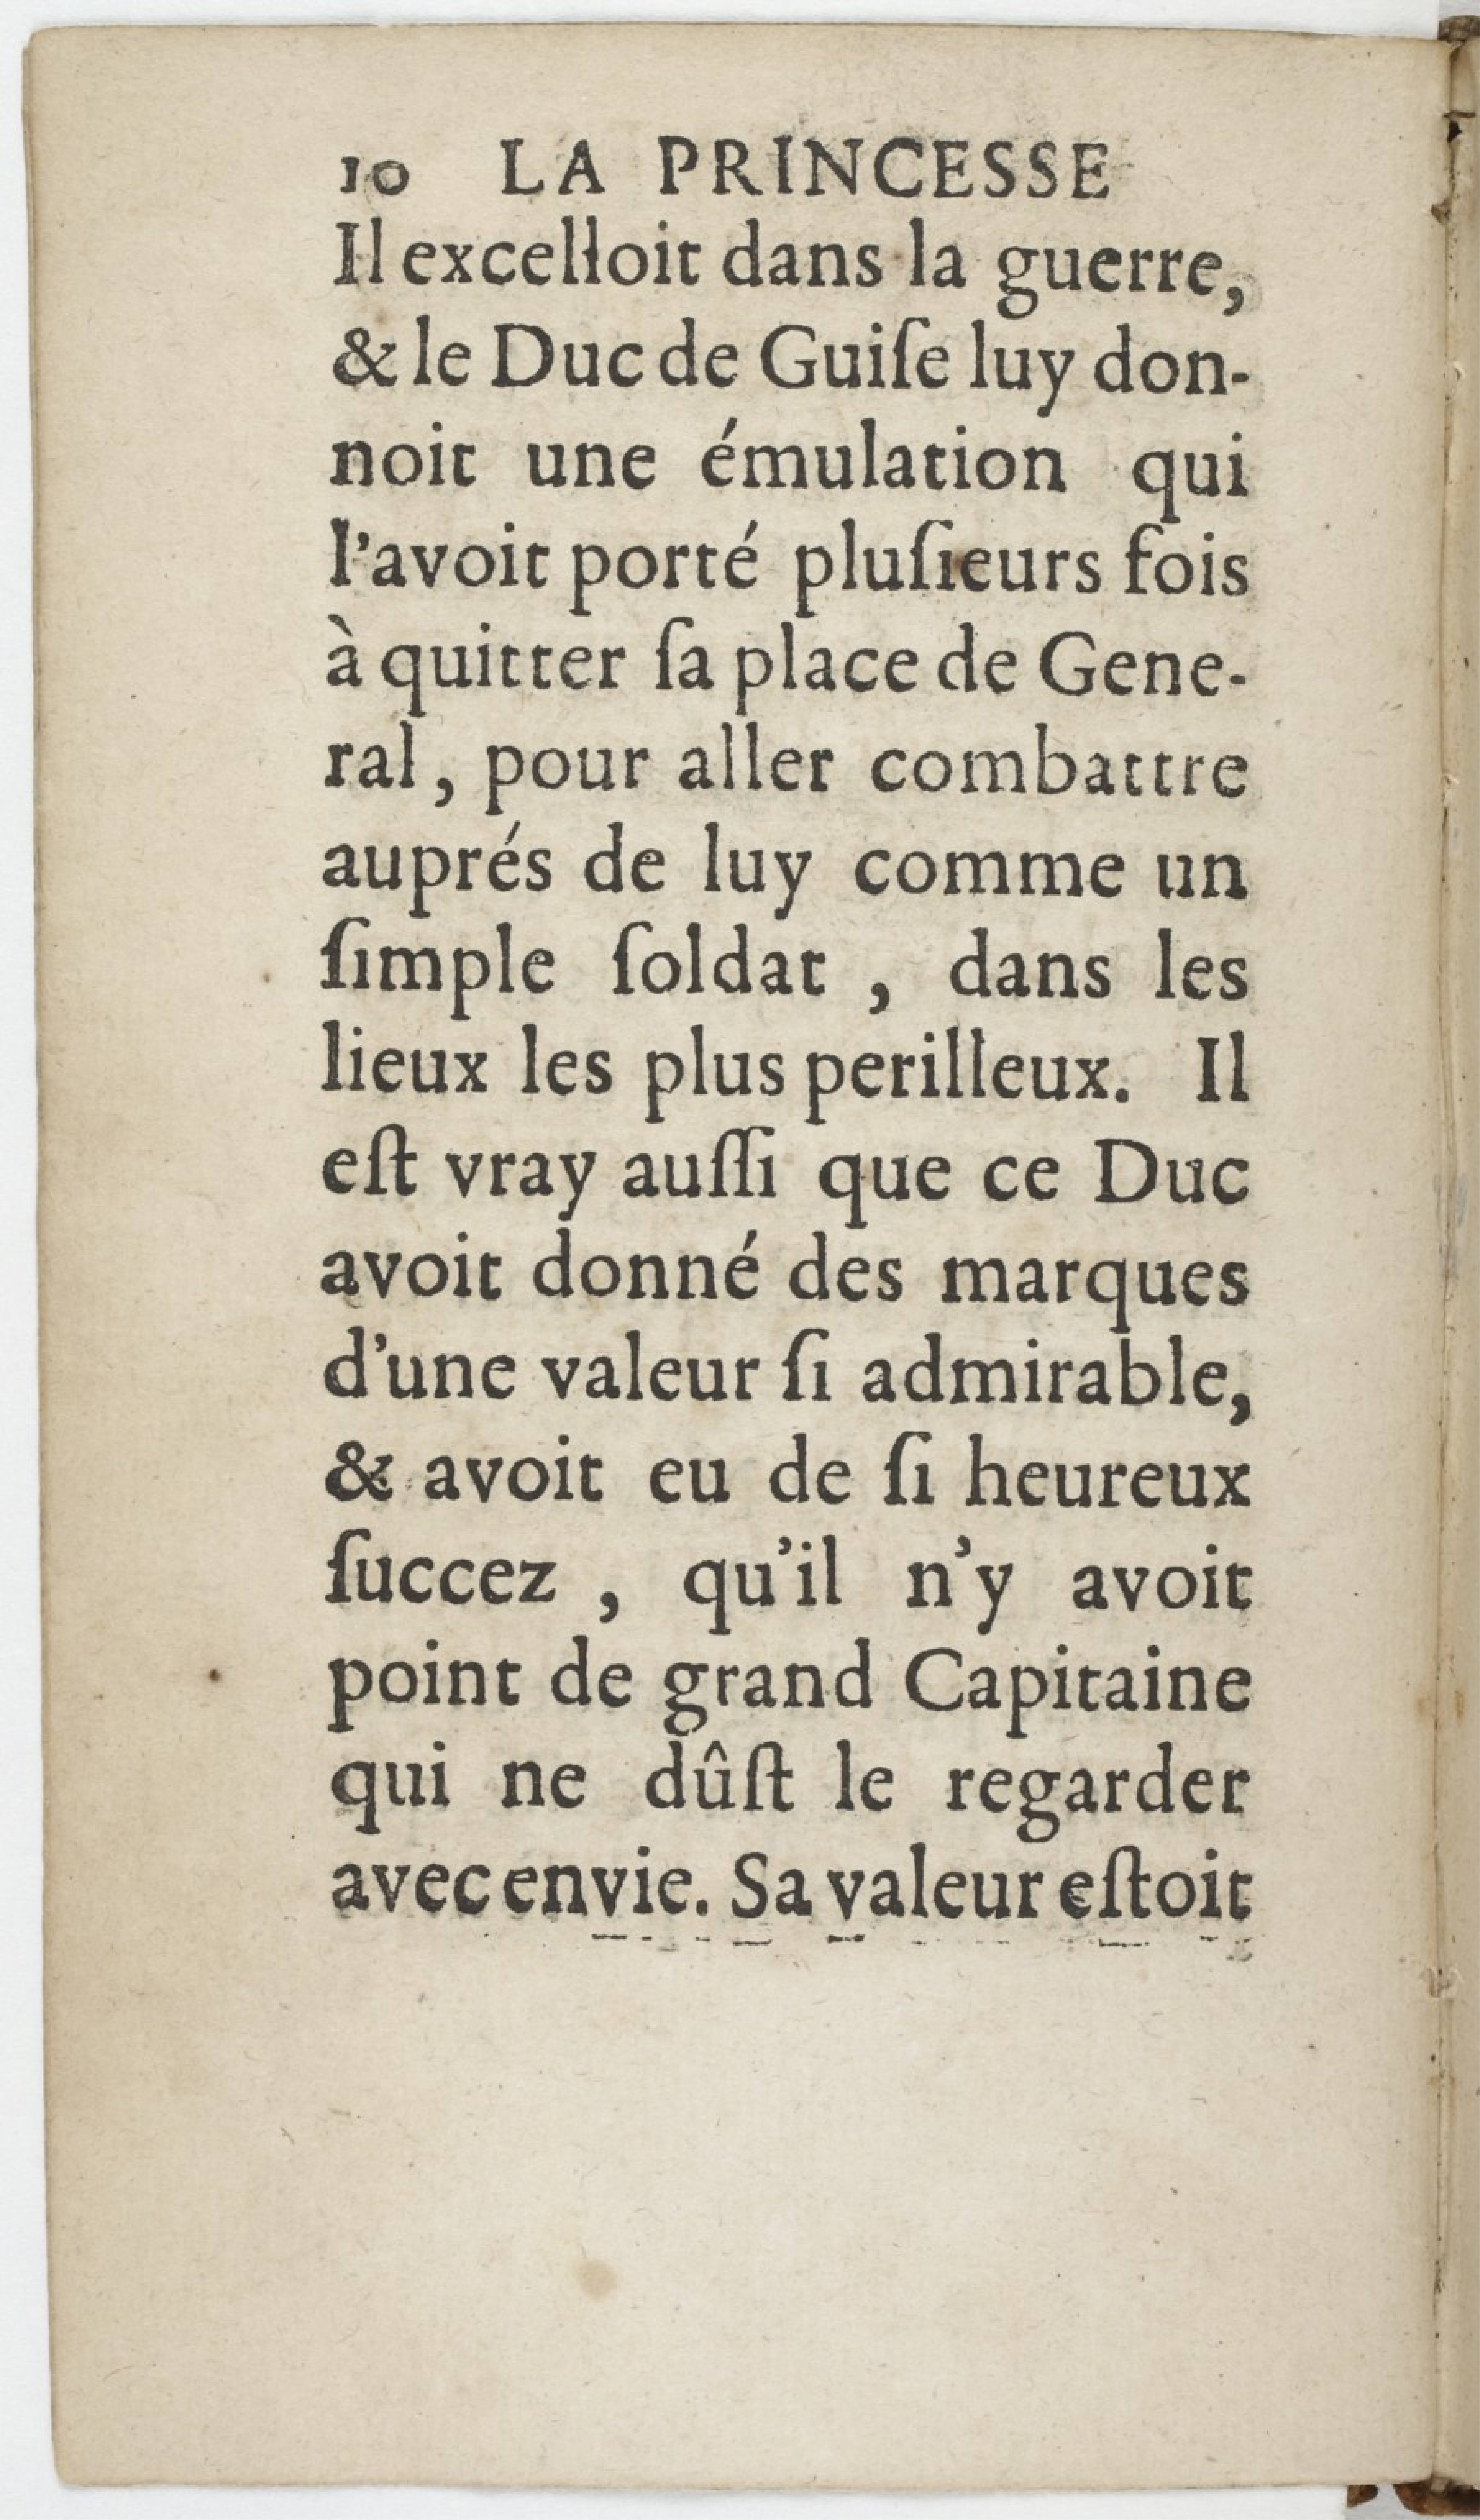 10 LA PRINCESSE
Il excelloit dans la guerre,
& le Duc de Guiſe luy don-
noit une émulation qui
l'avoit porté pluſieurs fois
à quitter ſa place de Gene-
ral, pour aller combattre
auprés de luy comme un
ſimple ſoldat , dans les
lieux les plus perilleux. Il
eſt vray auſſi que ce Duc
avoit donné des marques
d'une valeur ſi admirable,
& avoit eu de ſi heureux
ſuccez , qu'il n'y avoit
point de grand Capitaine
qui ne dûſt le regarder
avec envie. Sa valeur eſtoit